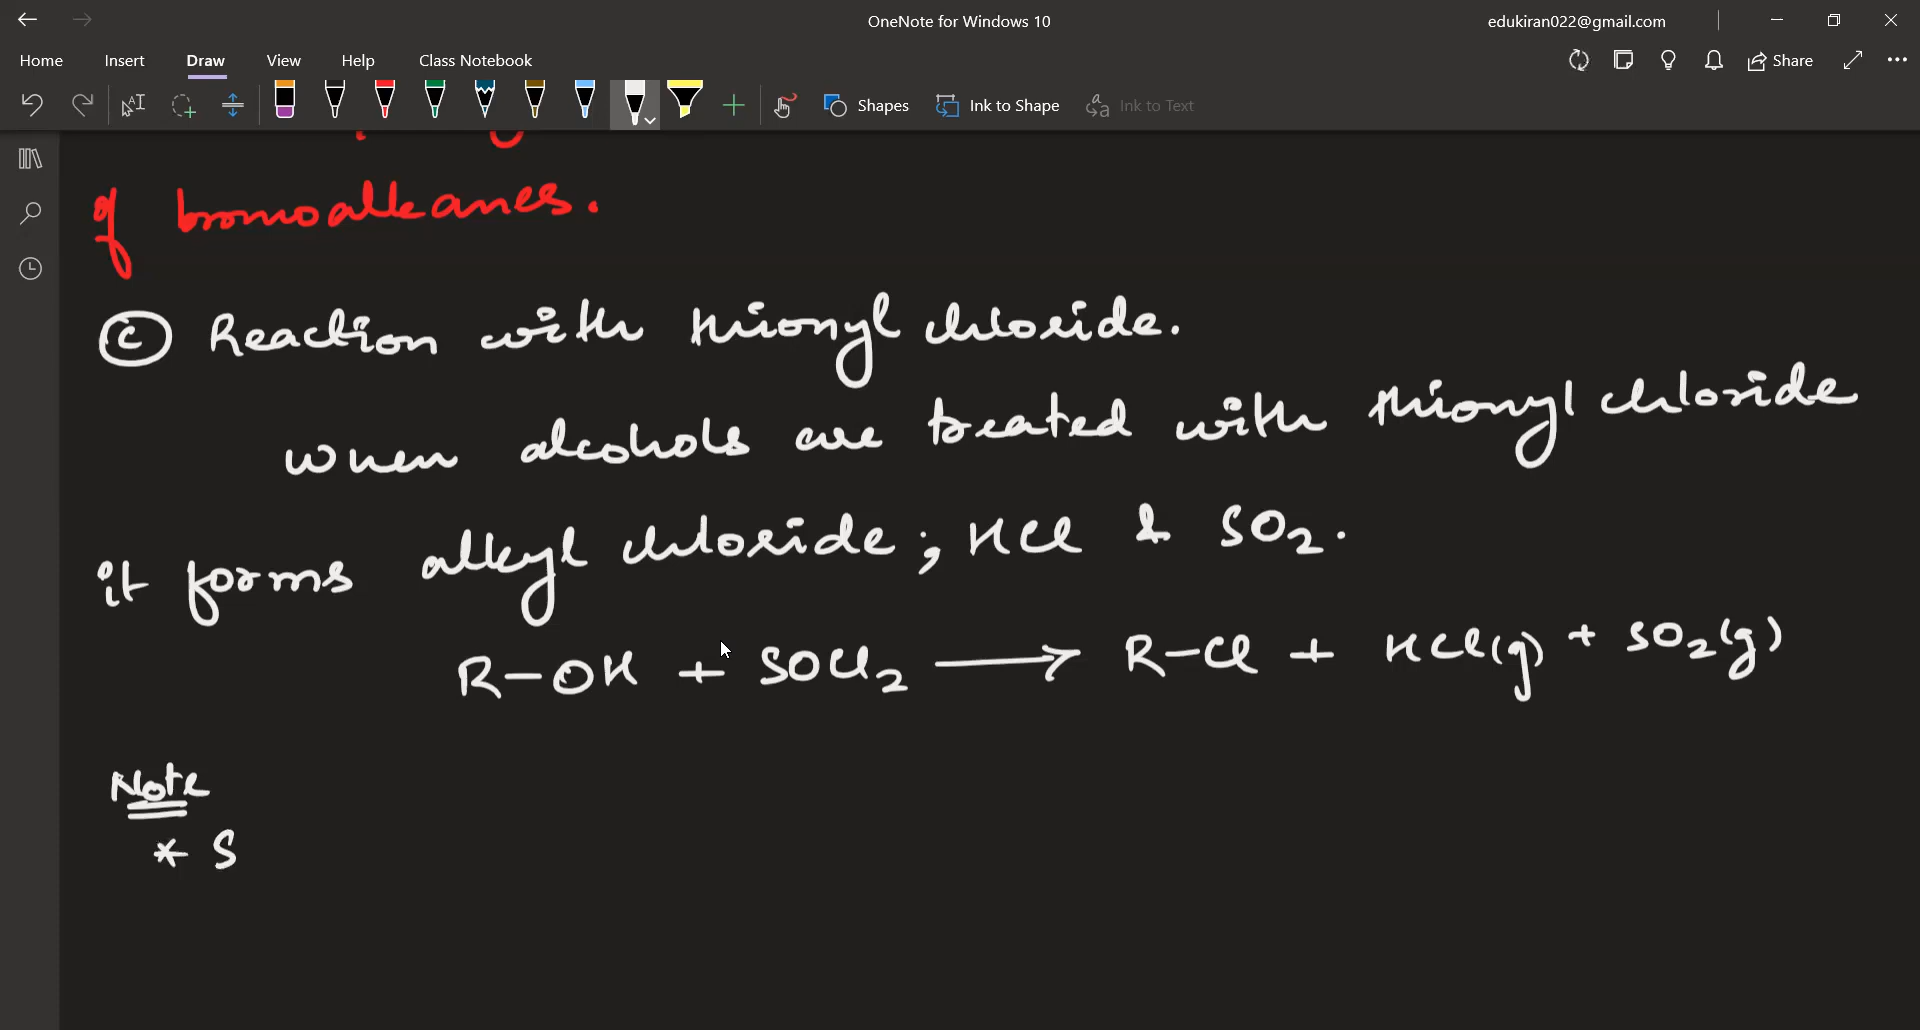 OneNote for Windows 10
edukiran022@gmail.com
Home Insert Draw View Help Class Notebook
Share
Shapes Ink to Shape Ink to Text
of bromoalkanes.
(c) Reaction with thionyl chloride.
when alcohols are treated with thionyl chloride
it forms alkyl chloride; HCl & SO₂.
R-OH + SOCl₂ → R-Cl + HCl(g) + SO₂(g)
Note
* S